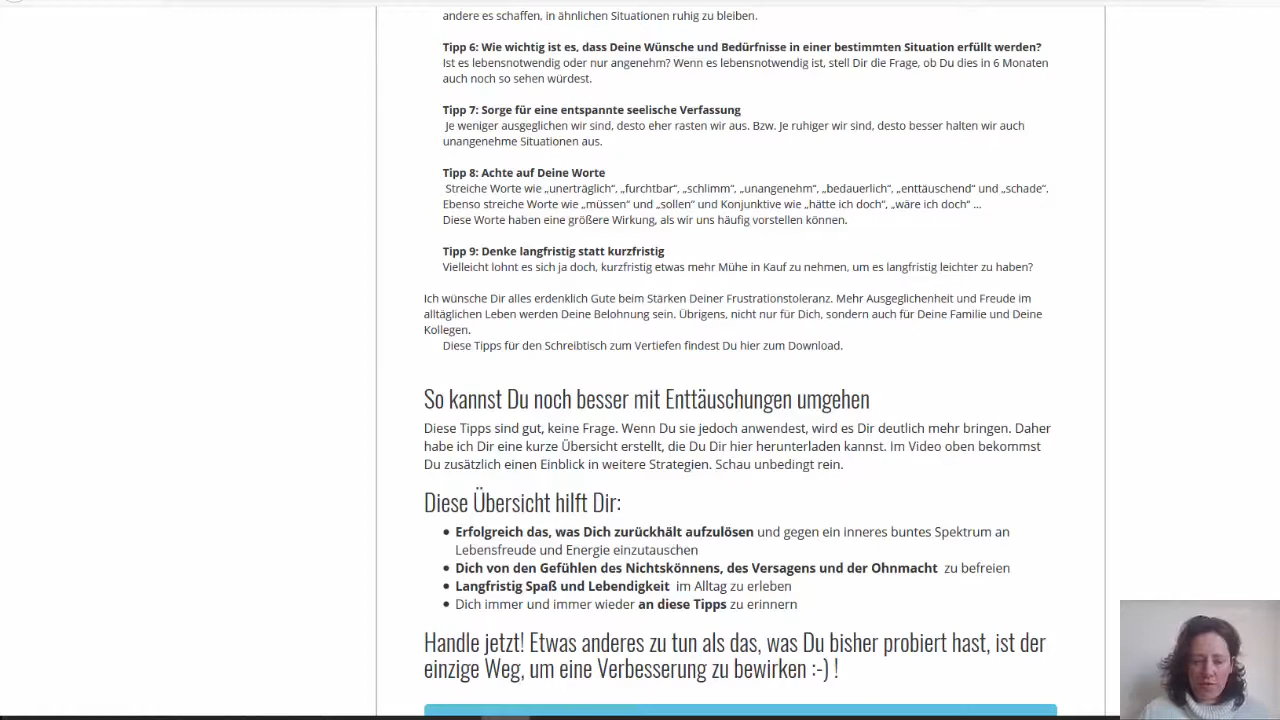 andere es schaffen, in ähnlichen Situationen ruhig zu bleiben.
Tipp 6: Wie wichtig ist es, dass Deine Wünsche und Bedürfnisse in einer bestimmten Situation erfüllt werden?
Ist es lebensnotwendig oder nur angenehm? Wenn es lebensnotwendig ist, stell Dir die Frage, ob Du dies in 6 Monaten
auch noch so sehen würdest.
Tipp 7: Sorge für eine entspannte seelische Verfassung
Je weniger ausgeglichen wir sind, desto eher rasten wir aus. Bzw. Je ruhiger wir sind, desto besser halten wir auch
unangenehme Situationen aus.
Tipp 8: Achte auf Deine Worte
Streiche Worte wie „unerträglich“, „furchtbar“, „schlimm“, „unangenehm“, „bedauerlich“, „enttäuschend“ und „schade“.
Ebenso streiche Worte wie „müssen“ und „sollen“ und Konjunktive wie „hätte ich doch“, „wäre ich doch“ ...
Diese Worte haben eine größere Wirkung, als wir uns häufig vorstellen können.
Tipp 9: Denke langfristig statt kurzfristig
Vielleicht lohnt es sich ja doch, kurzfristig etwas mehr Mühe in Kauf zu nehmen, um es langfristig leichter zu haben?
Ich wünsche Dir alles erdenklich Gute beim Stärken Deiner Frustrationstoleranz. Mehr Ausgeglichenheit und Freude im
alltäglichen Leben werden Deine Belohnung sein. Übrigens, nicht nur für Dich, sondern auch für Deine Familie und Deine
Kollegen.
Diese Tipps für den Schreibtisch zum Vertiefen findest Du hier zum Download.
So kannst Du noch besser mit Enttäuschungen umgehen
Diese Tipps sind gut, keine Frage. Wenn Du sie jedoch anwendest, wird es Dir deutlich mehr bringen. Daher
habe ich Dir eine kurze Übersicht erstellt, die Du Dir hier herunterladen kannst. Im Video oben bekommst
Du zusätzlich einen Einblick in weitere Strategien. Schau unbedingt rein.
Diese Übersicht hilft Dir:
• Erfolgreich das, was Dich zurückhält aufzulösen und gegen ein inneres buntes Spektrum an
Lebensfreude und Energie einzutauschen
• Dich von den Gefühlen des Nichtskönnens, des Versagens und der Ohnmacht zu befreien
• Langfristig Spaß und Lebendigkeit im Alltag zu erleben
• Dich immer und immer wieder an diese Tipps zu erinnern
Handle jetzt! Etwas anderes zu tun als das, was Du bisher probiert hast, ist der
einzige Weg, um eine Verbesserung zu bewirken :-) !